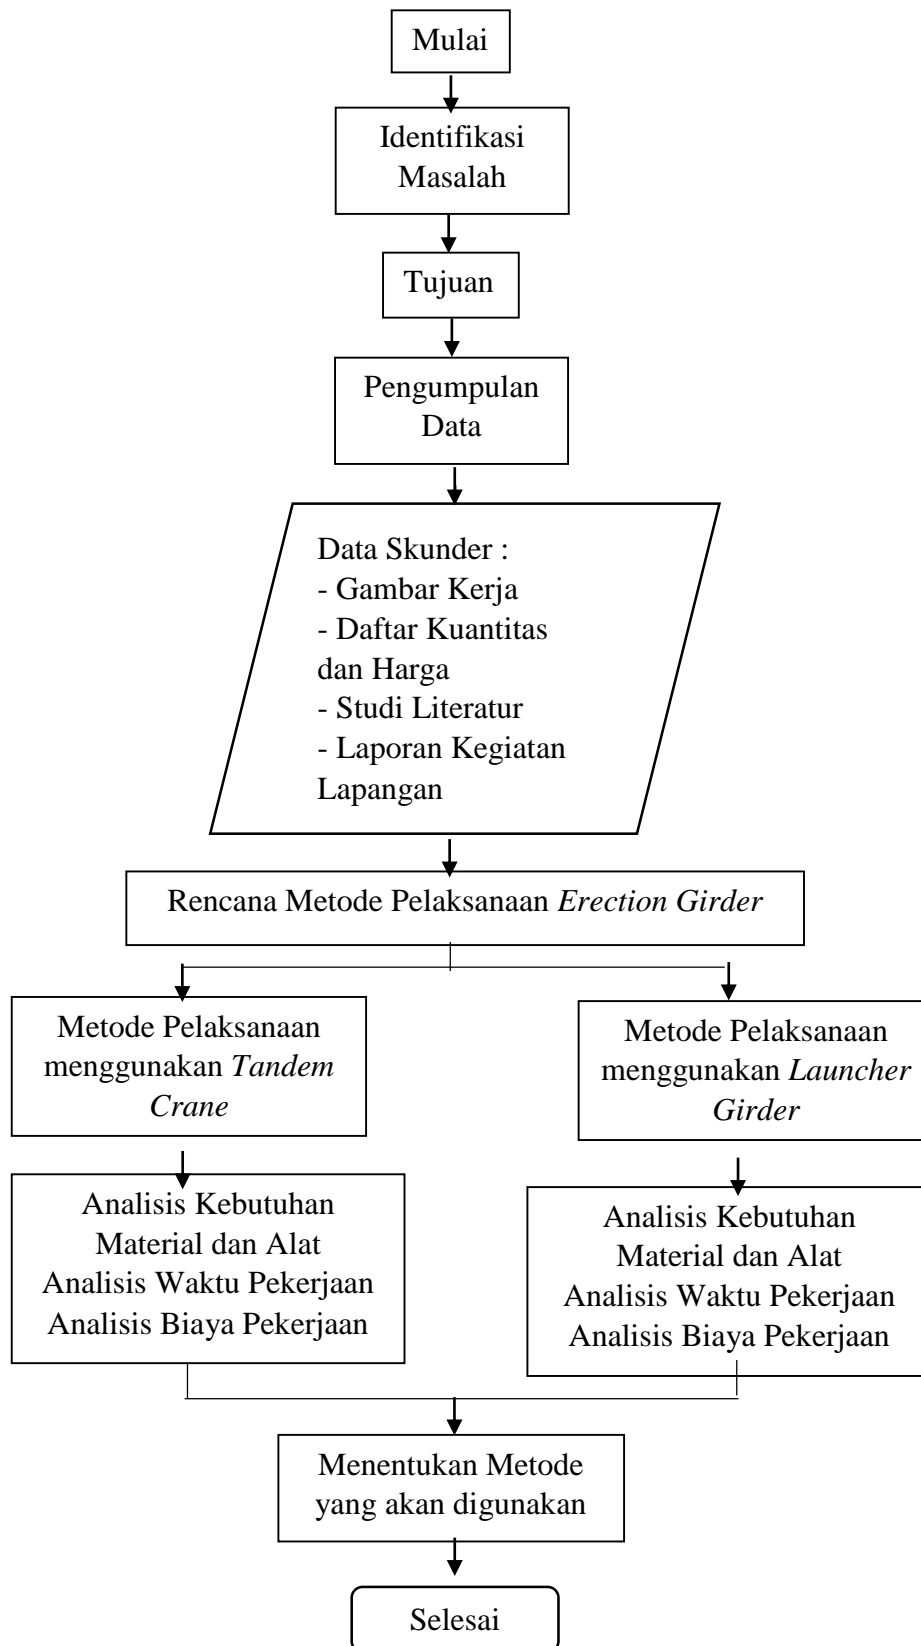 Mulai
Identifikasi
Masalah
Tujuan
Pengumpulan
Data
Data Skunder :
- Gambar Kerja
- Daftar Kuantitas
dan Harga
- Studi Literatur
- Laporan Kegiatan
Lapangan
Rencana Metode Pelaksanaan Erection Girder
Metode Pelaksanaan
menggunakan Tandem
Crane
Metode Pelaksanaan
menggunakan Launcher
Girder
Analisis Kebutuhan
Material dan Alat
Analisis Waktu Pekerjaan
Analisis Biaya Pekerjaan
Analisis Kebutuhan
Material dan Alat
Analisis Waktu Pekerjaan
Analisis Biaya Pekerjaan
Menentukan Metode
yang akan digunakan
Selesai